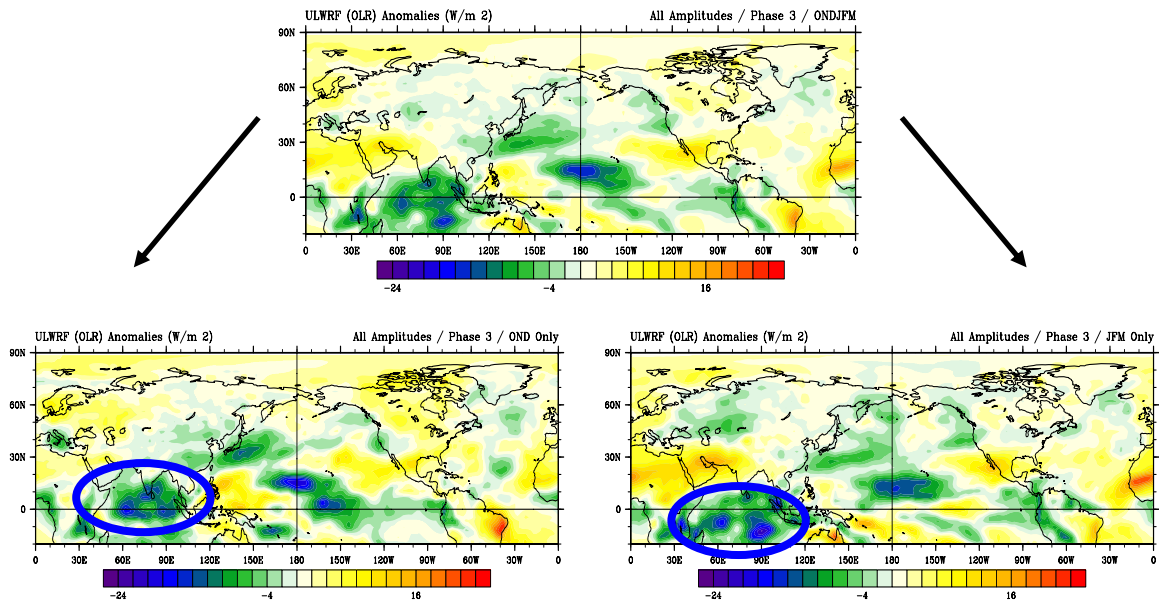 ULWRF (OLR) Anomalies (W/m 2) All Amplitudes / Phase 3 / ONDJFM
90N
60N
30N
0
0 30E 60E 90E 120E 150E 180 150W 120W 90W 60W 30W 0
-24 -4 16
ULWRF (OLR) Anomalies (W/m 2) All Amplitudes / Phase 3 / OND Only
90N
60N
30N
0
0 30E 60E 90E 120E 150E 180 150W 120W 90W 60W 30W 0
-24 -4 16
ULWRF (OLR) Anomalies (W/m 2) All Amplitudes / Phase 3 / JFM Only
90N
60N
30N
0
0 30E 60E 90E 120E 150E 180 150W 120W 90W 60W 30W 0
-24 -4 16